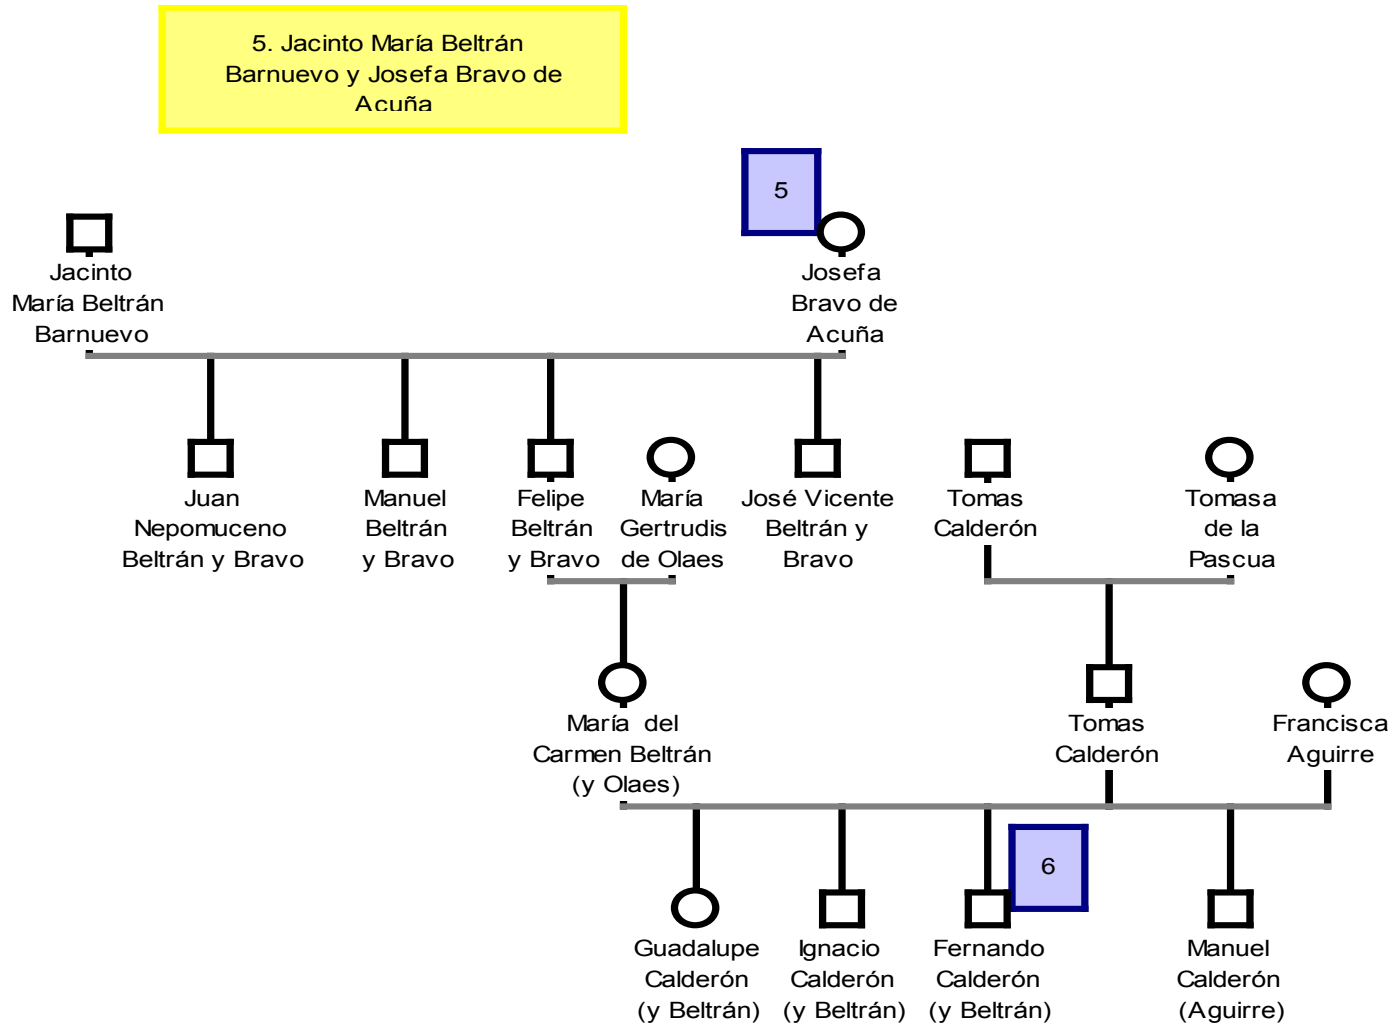 5. Jacinto María Beltrán
Barnuevo y Josefa Bravo de
Acuña
5
Jacinto
María Beltrán
Barnuevo
Josefa
Bravo de
Acuña
Juan
Nepomuceno
Beltrán y Bravo
Manuel
Beltrán
y Bravo
Felipe
Beltrán
y Bravo
María
Gertrudis
de Olaes
José Vicente
Beltrán y
Bravo
Tomas
Calderón
Tomasa
de la
Pascua
María del
Carmen Beltrán
(y Olaes)
Tomas
Calderón
Francisca
Aguirre
6
Guadalupe
Calderón
(y Beltrán)
Ignacio
Calderón
(y Beltrán)
Fernando
Calderón
(y Beltrán)
Manuel
Calderón
(Aguirre)